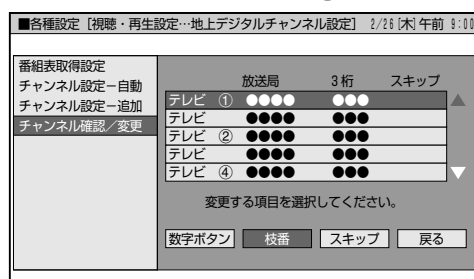 ■各種設定［視聴・再生設定…地上デジタルチャンネル設定］ 2/26［木］午前 9:00
番組表取得設定
チャンネル設定－自動
チャンネル設定－追加
チャンネル確認／変更
放送局 3桁 スキップ
テレビ ① ●●●● ●●●
テレビ ●●●● ●●●
テレビ ② ●●●● ●●●
テレビ ●●●● ●●●
テレビ ④ ●●●● ●●●
変更する項目を選択してください。
数字ボタン 枝番 スキップ 戻る